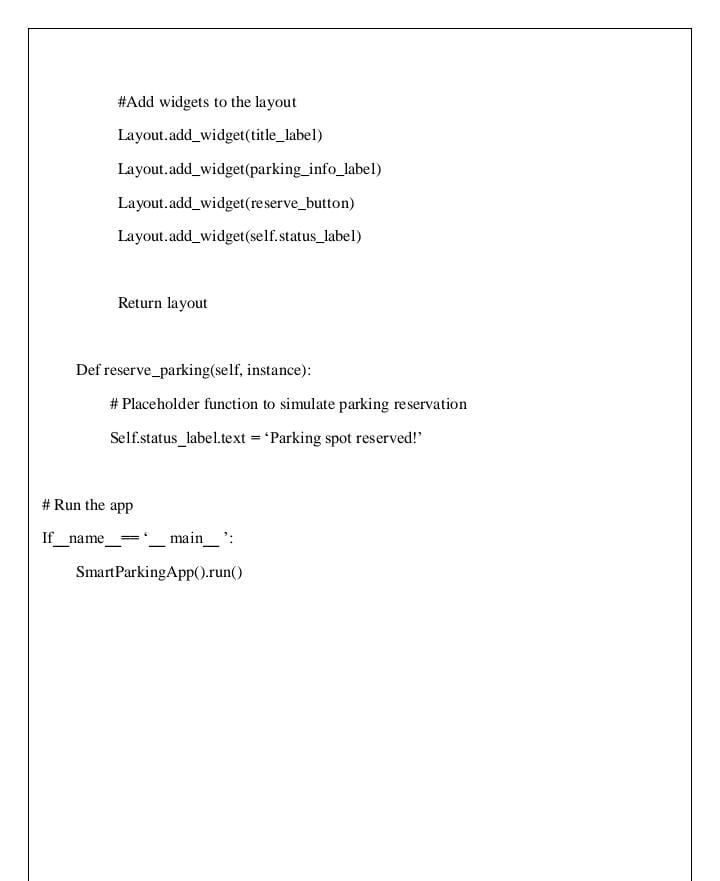 #Add widgets to the layout
Layout.add_widget(title_label)
Layout.add_widget(parking_info_label)
Layout.add_widget(reserve_button)
Layout.add_widget(self.status_label)
Return layout
Def reserve_parking(self, instance):
# Placeholder function to simulate parking reservation
Self.status_label.text = ‘Parking spot reserved!’
# Run the app
If__name__== ‘__ main__ ’:
SmartParkingApp().run()